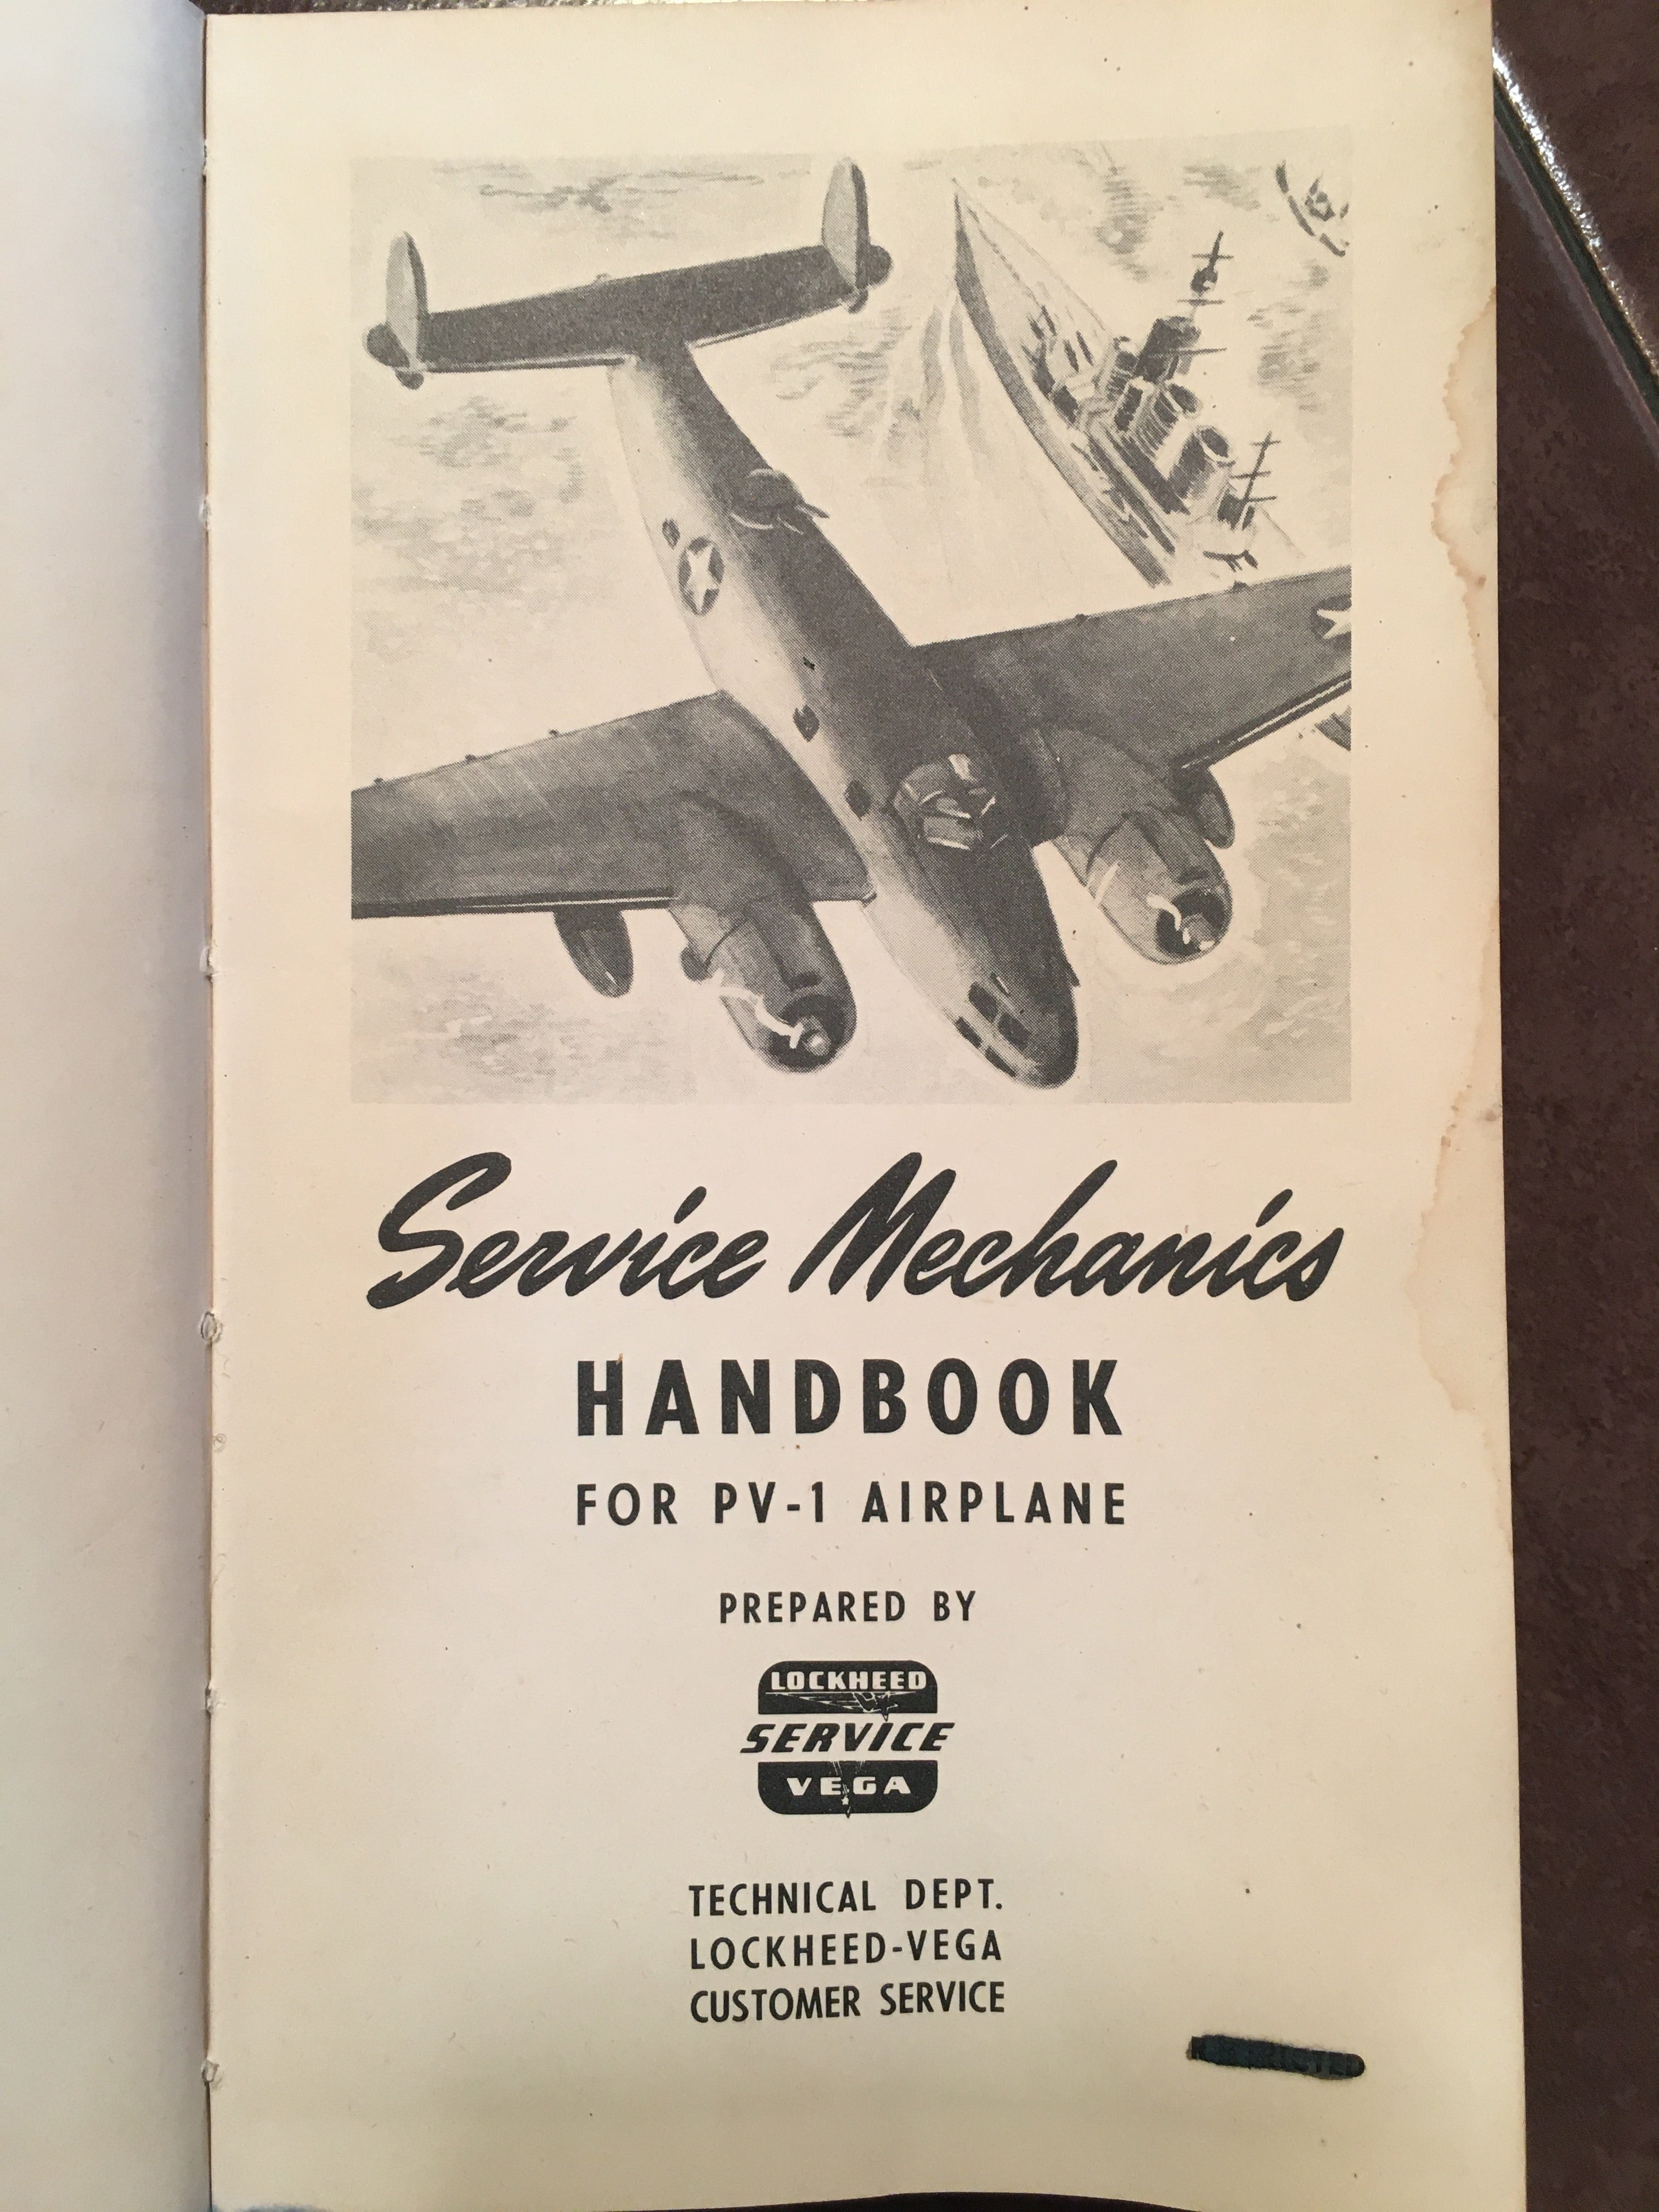 Service Mechanics
HANDBOOK
FOR PV-1 AIRPLANE
PREPARED BY
LOCKHEED
SERVICE
VEGA
TECHNICAL DEPT.
LOCKHEED-VEGA
CUSTOMER SERVICE